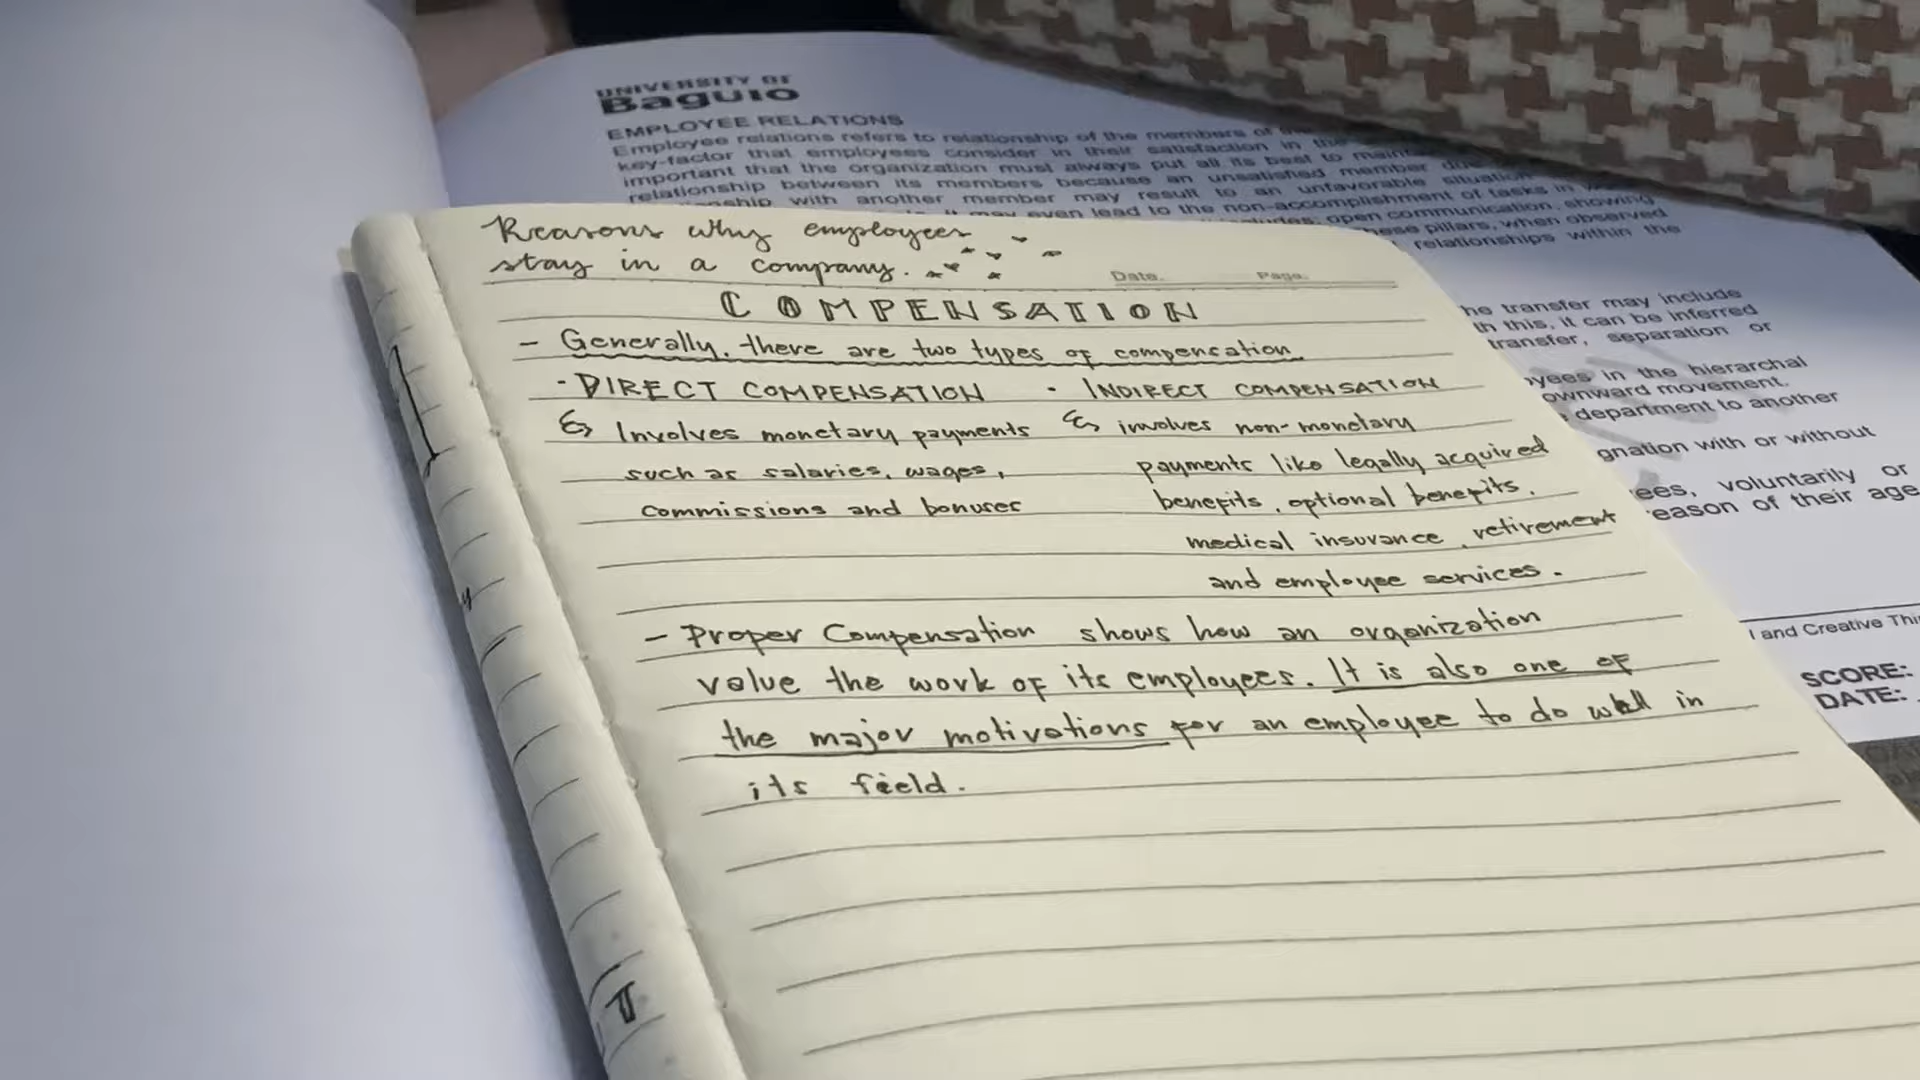 UNIVERSITY OF
Baguio
EMPLOYEE RELATIONS
Employee relations refers to relationship of the members of
key-factor that employees consider in their satisfaction in the
important that the organization must always put all its best to
relationship between its members because an unsatisfied member
with another member may result to an unfavorable situation
it may even lead to the non-accomplishment of tasks in
open communication, showing
these pillars, when observed
relationships within the
Reasons why employees
stay in a company.
Date. Page.
COMPENSATION
- Generally, there are two types of compensation.
· DIRECT COMPENSATION
Involves monetary payments
such as salaries, wages,
commissions and bonuses
· INDIRECT COMPENSATION
involves non-monetary
payments like legally acquired
benefits, optional benefits,
medical insurance, retirement
and employee services.
- Proper Compensation shows how an organization
value the work of its employees. It is also one of
the major motivations for an employee to do well in
its field.
the transfer may include
this, it can be inferred
transfer, separation or
in the hierarchal
downward movement.
department to another
with or without
voluntarily or
reason of their age
and Creative
SCORE:
DATE: